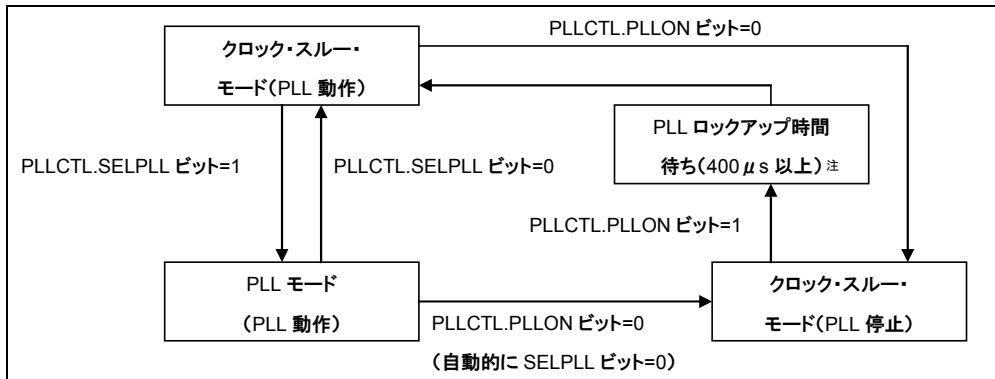 PLLCTL.PLLON ビット=0
クロック・スルー・
モード(PLL 動作)
PLL ロックアップ時間
待ち(400 μs 以上) 注
PLLCTL.SELPLL ビット=1
PLLCTL.SELPLL ビット=0
PLLCTL.PLLON ビット=1
PLL モード
(PLL 動作)
クロック・スルー・
モード(PLL 停止)
PLLCTL.PLLON ビット=0
(自動的に SELPLL ビット=0)